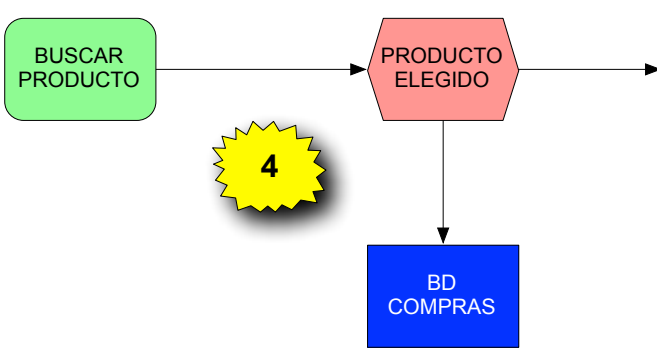 BUSCAR
PRODUCTO
PRODUCTO
ELEGIDO
4
BD
COMPRAS